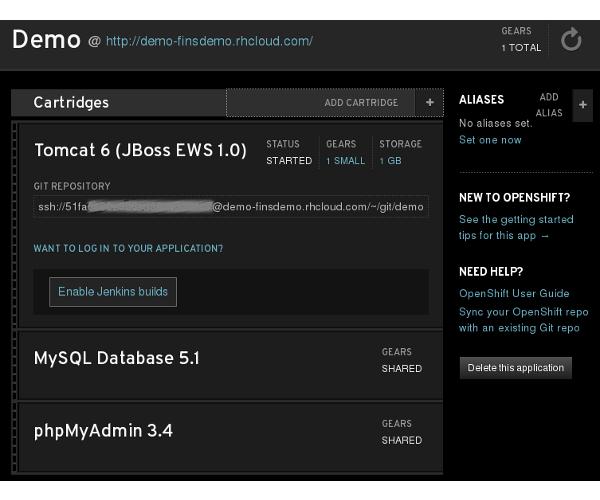 Demo @ http://demo-finsdemo.rhcloud.com/
GEARS
1 TOTAL
Cartridges
ADD CARTRIDGE +
Tomcat 6 (JBoss EWS 1.0)
STATUS GEARS STORAGE
STARTED 1 SMALL 1 GB
GIT REPOSITORY
ssh://51fa @demo-finsdemo.rhcloud.com/~/git/demo
WANT TO LOG IN TO YOUR APPLICATION?
Enable Jenkins builds
MySQL Database 5.1
GEARS
SHARED
phpMyAdmin 3.4
GEARS
SHARED
ALIASES
ADD
ALIAS
+
No aliases set.
Set one now
NEW TO OPENSHIFT?
See the getting started
tips for this app →
NEED HELP?
OpenShift User Guide
Sync your OpenShift repo
with an existing Git repo
Delete this application